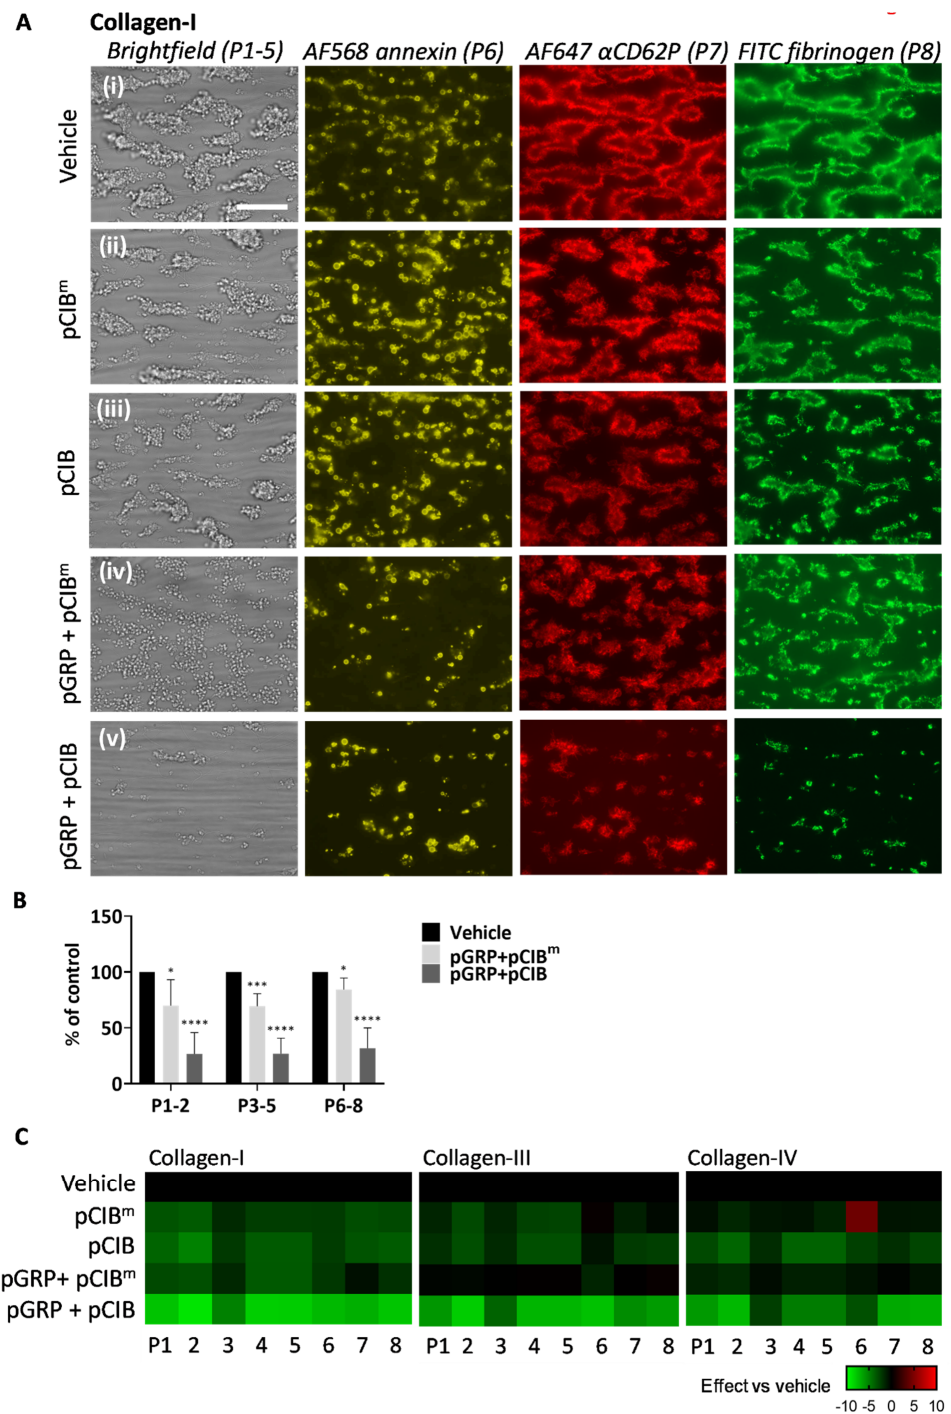 A Collagen-I
Brightfield (P1-5) AF568 annexin (P6) AF647 αCD62P (P7) FITC fibrinogen (P8)
Vehicle (i)
pCIBᵐ (ii)
pCIB (iii)
pGRP + pCIBᵐ (iv)
pGRP + pCIB (v)
B
% of control
150
100
50
0
* **** *** **** * ****
P1-2 P3-5 P6-8
Vehicle
pGRP+pCIBᵐ
pGRP+pCIB
C
Collagen-I Collagen-III Collagen-IV
Vehicle
pCIBᵐ
pCIB
pGRP+ pCIBᵐ
pGRP + pCIB
P1 2 3 4 5 6 7 8 P1 2 3 4 5 6 7 8 P1 2 3 4 5 6 7 8
Effect vs vehicle
-10 -5 0 5 10